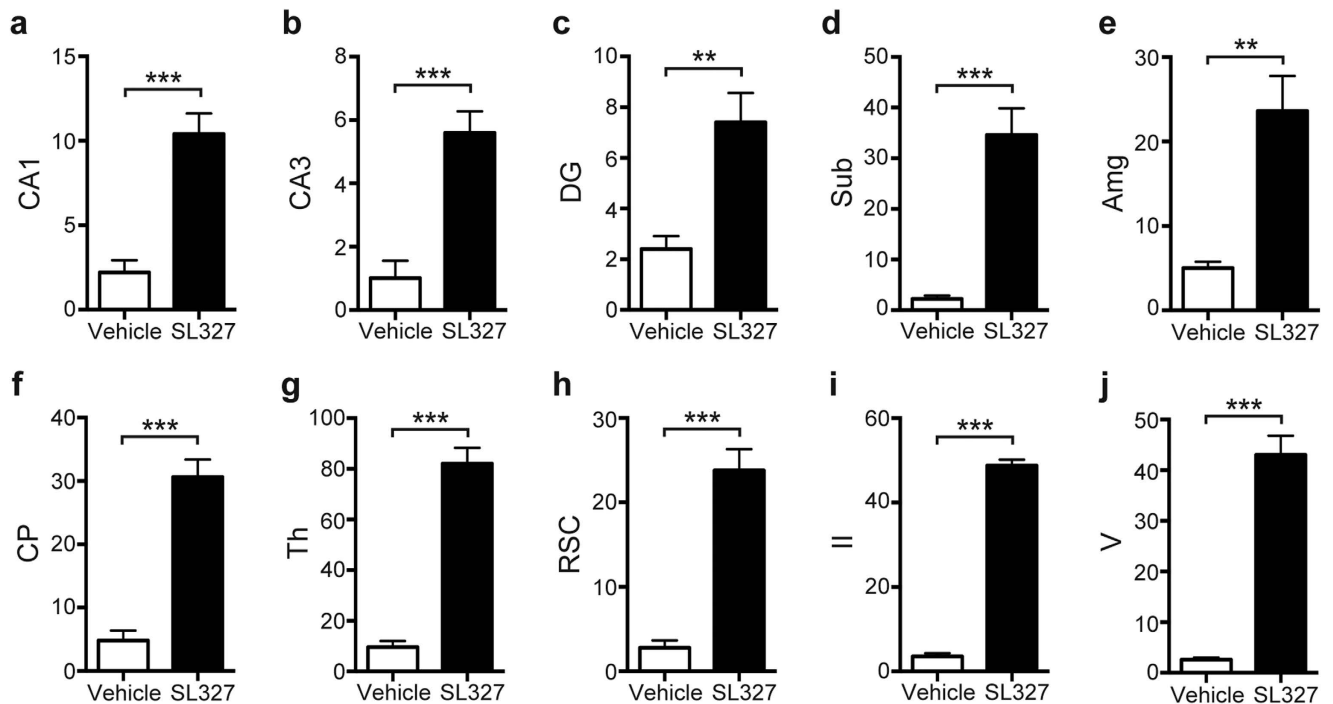 a
CA1
15
10
5
0
***
Vehicle SL327
b
CA3
8
6
4
2
0
***
Vehicle SL327
c
DG
10
8
6
4
2
0
**
Vehicle SL327
d
Sub
50
40
30
20
10
0
***
Vehicle SL327
e
Amg
30
20
10
0
**
Vehicle SL327
f
CP
40
30
20
10
0
***
Vehicle SL327
g
Th
100
80
60
40
20
0
***
Vehicle SL327
h
RSC
30
20
10
0
***
Vehicle SL327
i
II
60
40
20
0
***
Vehicle SL327
j
V
50
40
30
20
10
0
***
Vehicle SL327